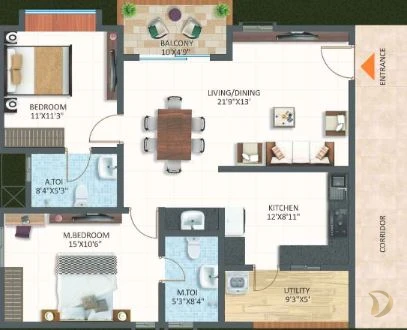 BALCONY
10'X4'9"
ENTRANCE
LIVING/DINING
21'9"X13'
BEDROOM
11'X11'3"
A.TOI
8'4"X5'3"
KITCHEN
12'X8'11"
M.BEDROOM
15'X10'6"
CORRIDOR
M.TOI
5'3"X8'4"
UTILITY
9'3"X5'